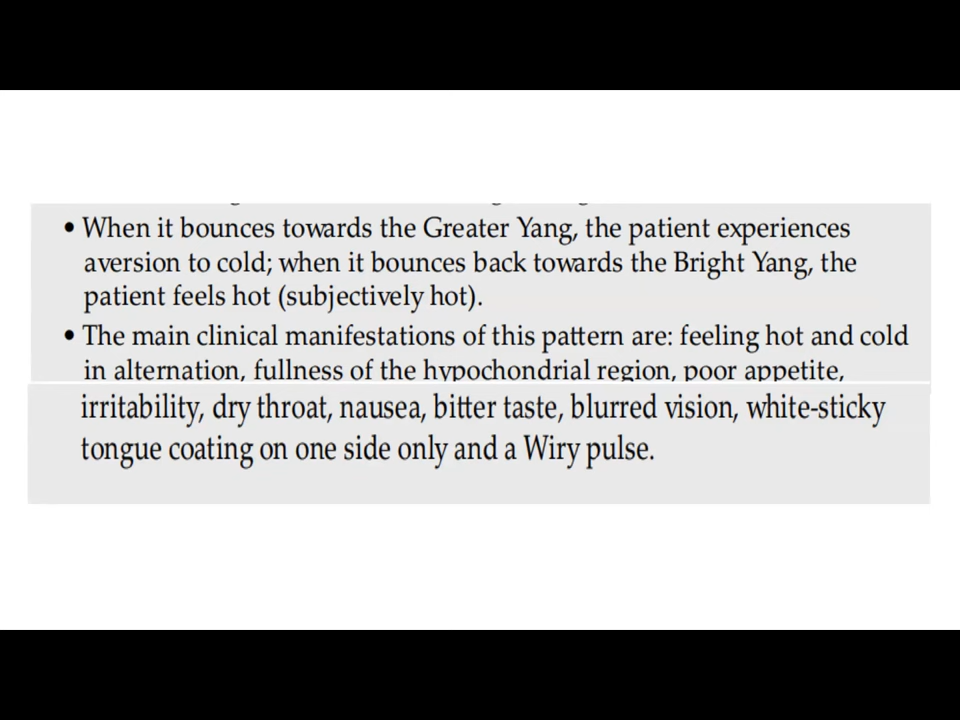 • When it bounces towards the Greater Yang, the patient experiences
aversion to cold; when it bounces back towards the Bright Yang, the
patient feels hot (subjectively hot).
• The main clinical manifestations of this pattern are: feeling hot and cold
in alternation, fullness of the hypochondrial region, poor appetite,
irritability, dry throat, nausea, bitter taste, blurred vision, white-sticky
tongue coating on one side only and a Wiry pulse.